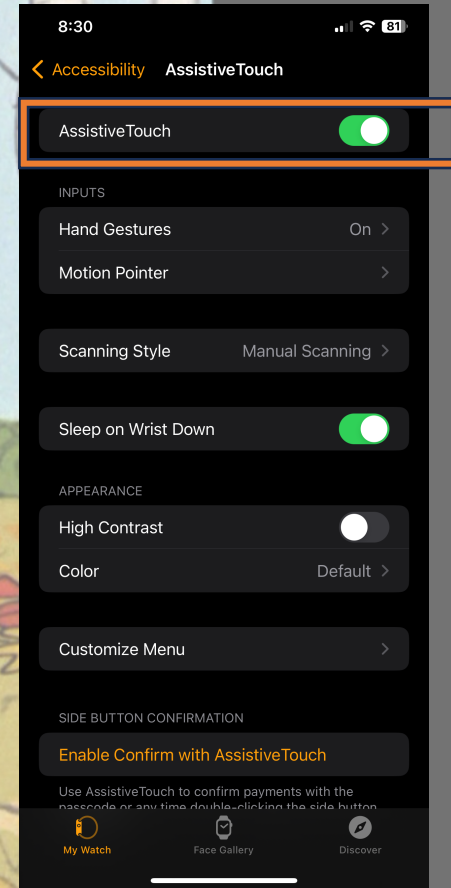 8:30
81
Accessibility AssistiveTouch
AssistiveTouch
INPUTS
Hand Gestures On
Motion Pointer
Scanning Style Manual Scanning
Sleep on Wrist Down
APPEARANCE
High Contrast
Color Default
Customize Menu
SIDE BUTTON CONFIRMATION
Enable Confirm with AssistiveTouch
Use AssistiveTouch to confirm payments with the
passcode or any time double-clicking the side button
My Watch Face Gallery Discover